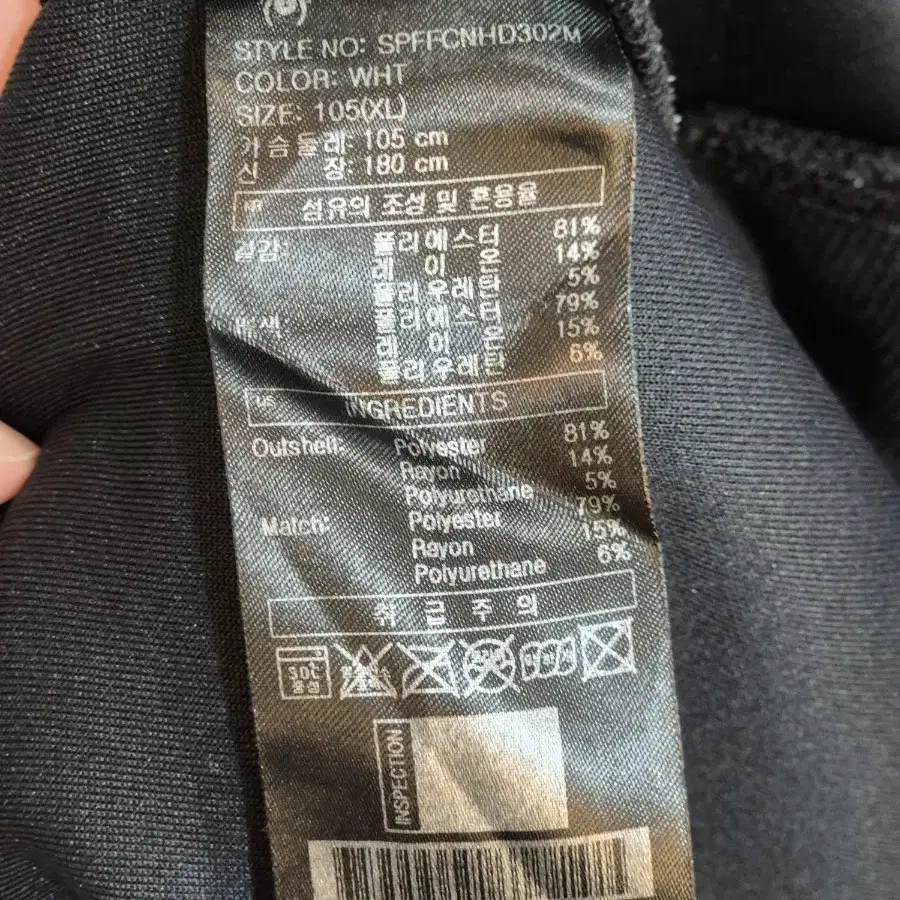 STYLE NO: SPFFCNHD302M
COLOR: WHT
SIZE: 105(XL)
가슴둘레: 105 cm
신 장: 180 cm
섬유의 조성 및 혼용율
겉감: 폴리에스터 81%
레이온 14%
폴리우레탄 5%
배색: 폴리에스터 79%
레이온 15%
폴리우레탄 6%
INGREDIENTS
Outshell: Polyester 81%
Rayon 14%
Polyurethane 5%
Match: Polyester 79%
Rayon 15%
Polyurethane 6%
취 급 주 의
INSPECTION